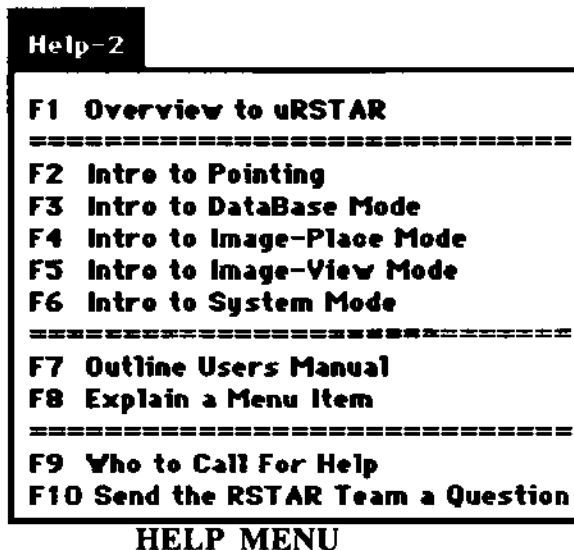 Help-2
F1 Overview to uRSTAR
==============================
F2 Intro to Pointing
F3 Intro to DataBase Mode
F4 Intro to Image-Place Mode
F5 Intro to Image-View Mode
F6 Intro to System Mode
==============================
F7 Outline Users Manual
F8 Explain a Menu Item
==============================
F9 Who to Call For Help
F10 Send the RSTAR Team a Question
HELP MENU